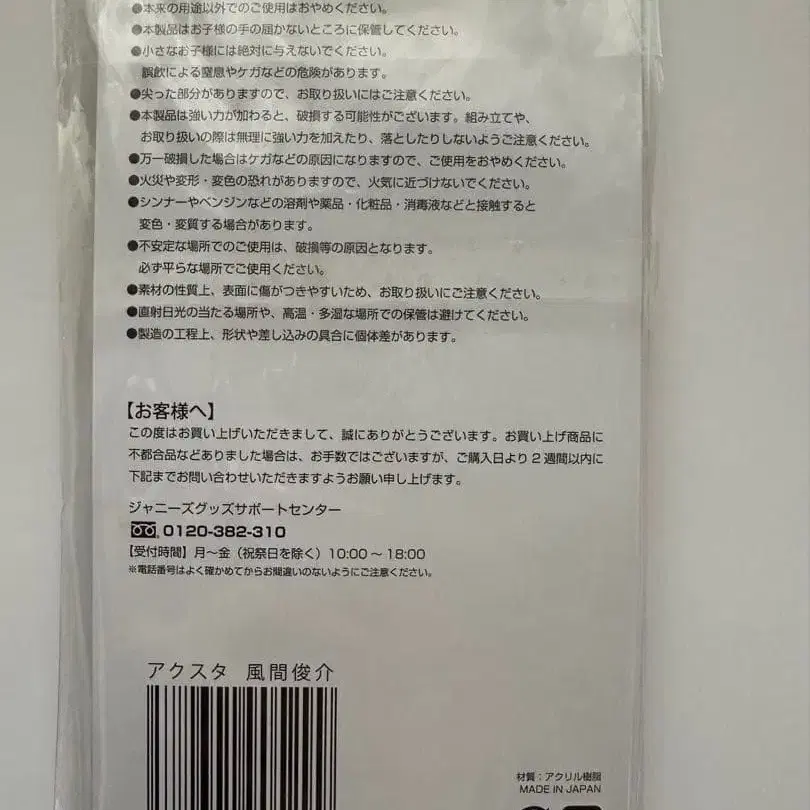 ●本来の用途以外でのご使用はおやめください。
●本製品はお子様の手の届かないところに保管してください。
●小さなお子様には絶対に与えないでください。
誤飲による窒息やケガなどの危険があります。
●尖った部分がありますので、お取り扱いにはご注意ください。
●本製品は強い力が加わると、破損する可能性がございます。組み立てや、
お取り扱いの際は無理に強い力を加えたり、落としたりしないようご注意ください。
●万一破損した場合はケガなどの原因になりますので、ご使用をおやめください。
●火災や変形・変色の恐れがありますので、火気に近づけないでください。
●シンナーやベンジンなどの溶剤や薬品・化粧品・消毒液などと接触すると
変色・変質する場合があります。
●不安定な場所でのご使用は、破損等の原因となります。
必ず平らな場所でご使用ください。
●素材の性質上、表面に傷がつきやすいため、お取り扱いにご注意ください。
●直射日光の当たる場所や、高温・多湿な場所での保管は避けてください。
●製造の工程上、形状や差し込みの具合に個体差があります。
【お客様へ】
この度はお買い上げいただきまして、誠にありがとうございます。お買い上げ商品に
不都合品などありました場合は、お手数ではございますが、ご購入日より2週間以内に
下記までお問い合わせいただきますようお願い申し上げます。
ジャニーズグッズサポートセンター
0120-382-310
【受付時間】月〜金（祝祭日を除く）10:00〜18:00
※電話番号はよく確かめてからお間違いのないようにご注意ください。
アクスタ 風間俊介
材質：アクリル樹脂
MADE IN JAPAN